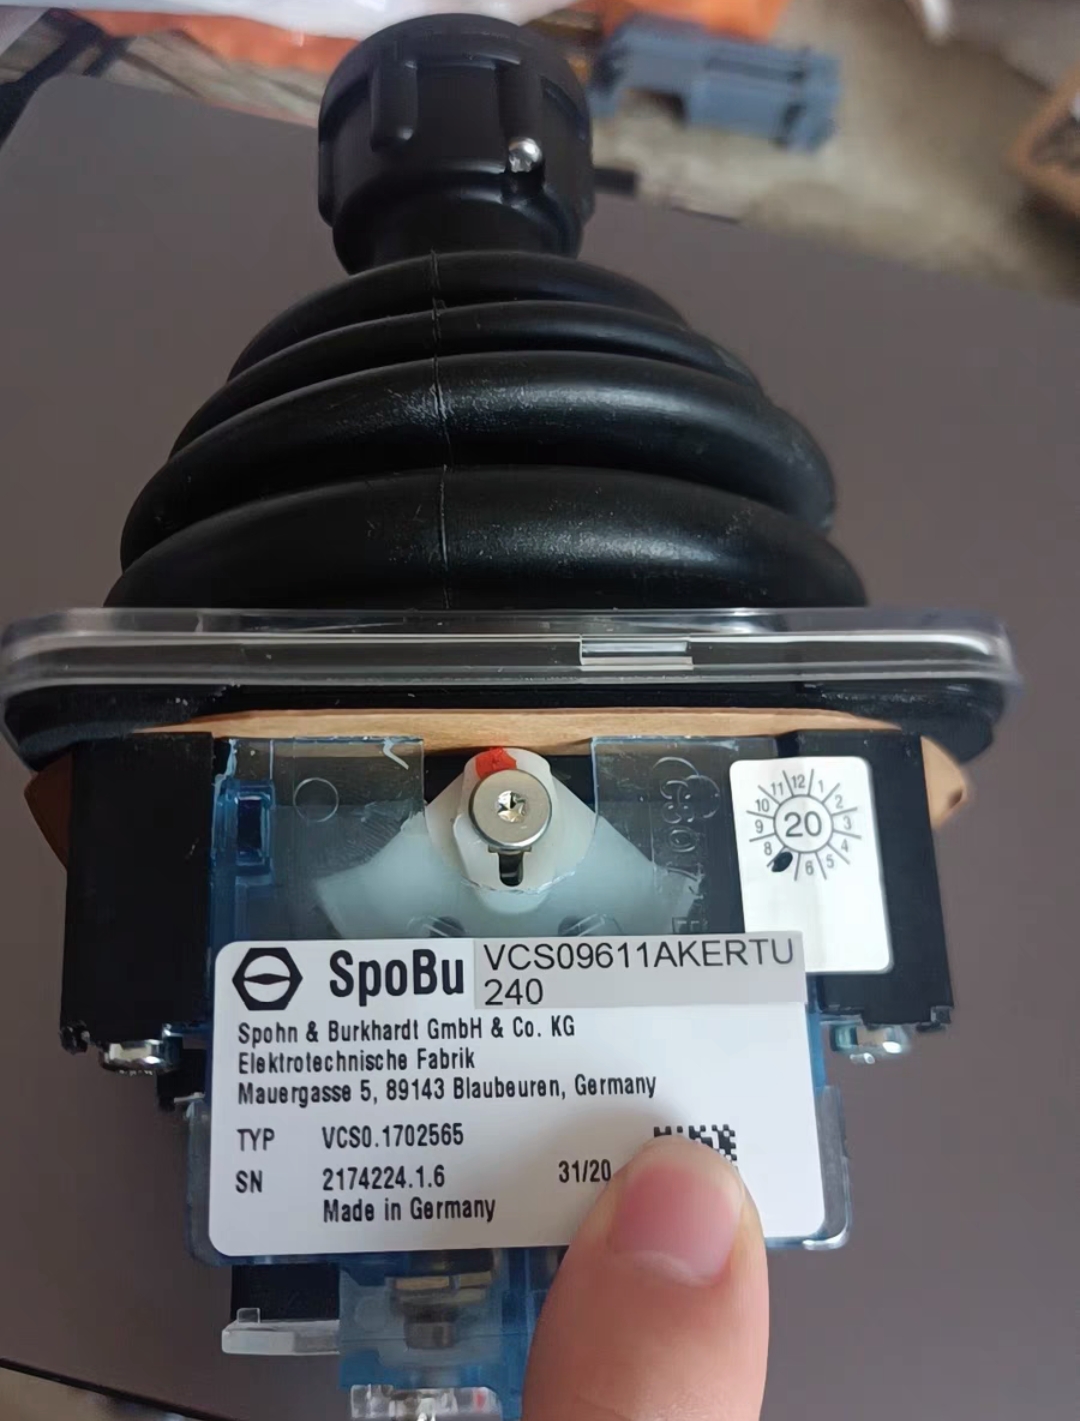 11 12 1
10 2
9 20 3
8 4
6 5
SpoBu
VCS09611AKERTU
240
Spohn & Burkhardt GmbH & Co. KG
Elektrotechnische Fabrik
Mauergasse 5, 89143 Blaubeuren, Germany
TYP VCS0.1702565
SN 2174224.1.6 31/20
Made in Germany